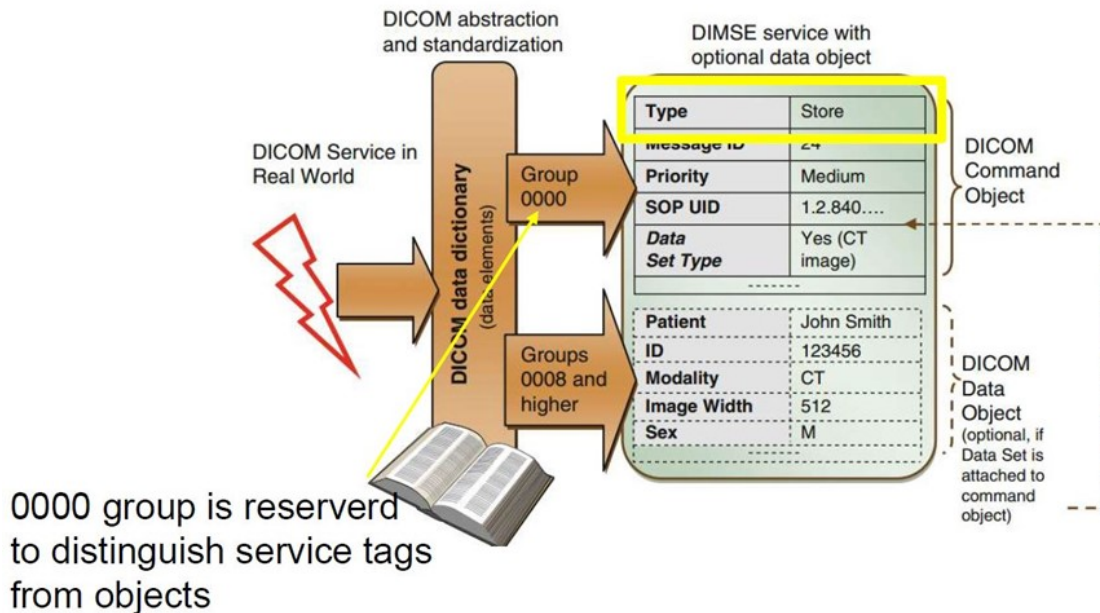 DICOM abstraction
and standardization
DIMSE service with
optional data object
DICOM Service in
Real World
DICOM data dictionary
(data elements)
Group
0000
Groups
0008 and
higher
Type Store
Message ID 24
Priority Medium
SOP UID 1.2.840....
Data Yes (CT
Set Type image)
.......
Patient John Smith
ID 123456
Modality CT
Image Width 512
Sex M
.......
DICOM
Command
Object
DICOM
Data
Object
(optional, if
Data Set is
attached to
command
object)
0000 group is reserverd
to distinguish service tags
from objects